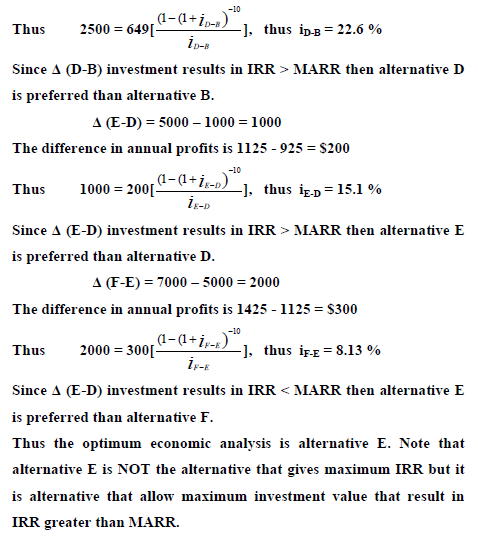 Thus 2500 = 649[(1-(1+i_{D-B})^{-10} / i_{D-B}], thus i_{D-B} = 22.6 %
Since Δ (D-B) investment results in IRR > MARR then alternative D
is preferred than alternative B.
Δ (E-D) = 5000 – 1000 = 1000
The difference in annual profits is 1125 - 925 = $200
Thus 1000 = 200[(1-(1+i_{E-D})^{-10} / i_{E-D}], thus i_{E-D} = 15.1 %
Since Δ (E-D) investment results in IRR > MARR then alternative E
is preferred than alternative D.
Δ (F-E) = 7000 – 5000 = 2000
The difference in annual profits is 1425 - 1125 = $300
Thus 2000 = 300[(1-(1+i_{F-E})^{-10} / i_{F-E}], thus i_{F-E} = 8.13 %
Since Δ (E-D) investment results in IRR < MARR then alternative E
is preferred than alternative F.
Thus the optimum economic analysis is alternative E. Note that
alternative E is NOT the alternative that gives maximum IRR but it
is alternative that allow maximum investment value that result in
IRR greater than MARR.